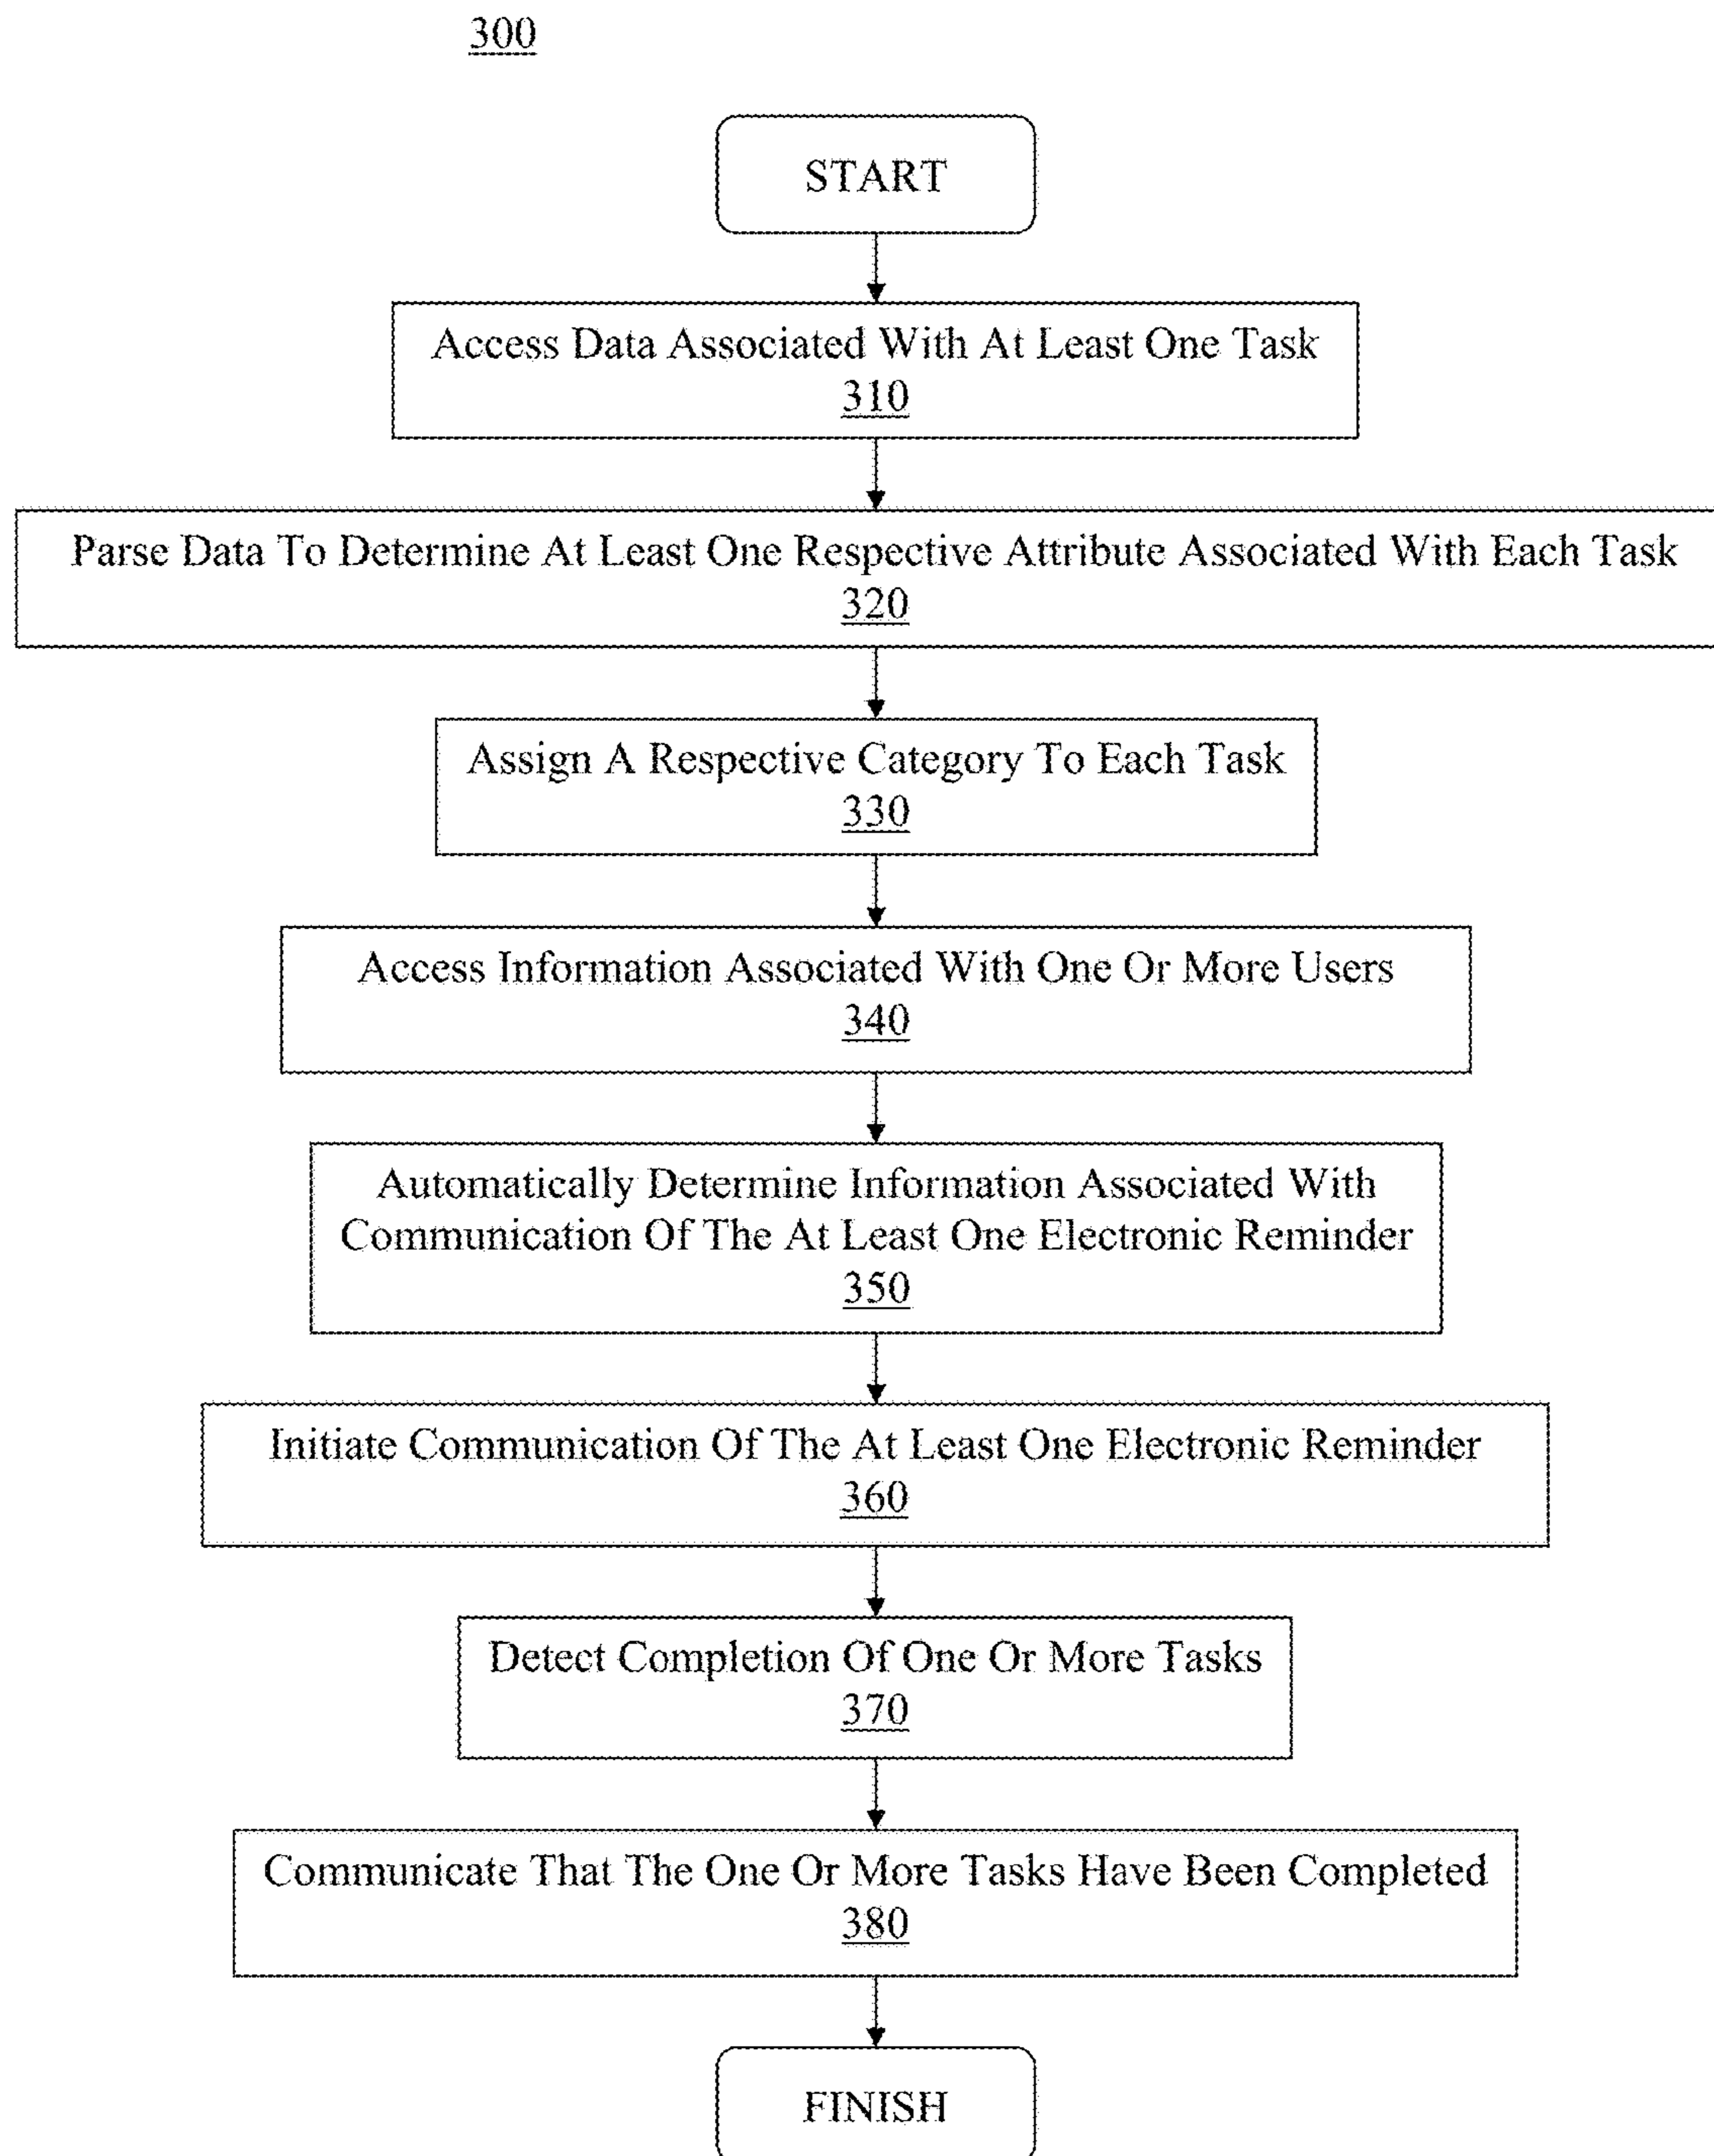 300
START
Access Data Associated With At Least One Task
310
Parse Data To Determine At Least One Respective Attribute Associated With Each Task
320
Assign A Respective Category To Each Task
330
Access Information Associated With One Or More Users
340
Automatically Determine Information Associated With
Communication Of The At Least One Electronic Reminder
350
Initiate Communication Of The At Least One Electronic Reminder
360
Detect Completion Of One Or More Tasks
370
Communicate That The One Or More Tasks Have Been Completed
380
FINISH